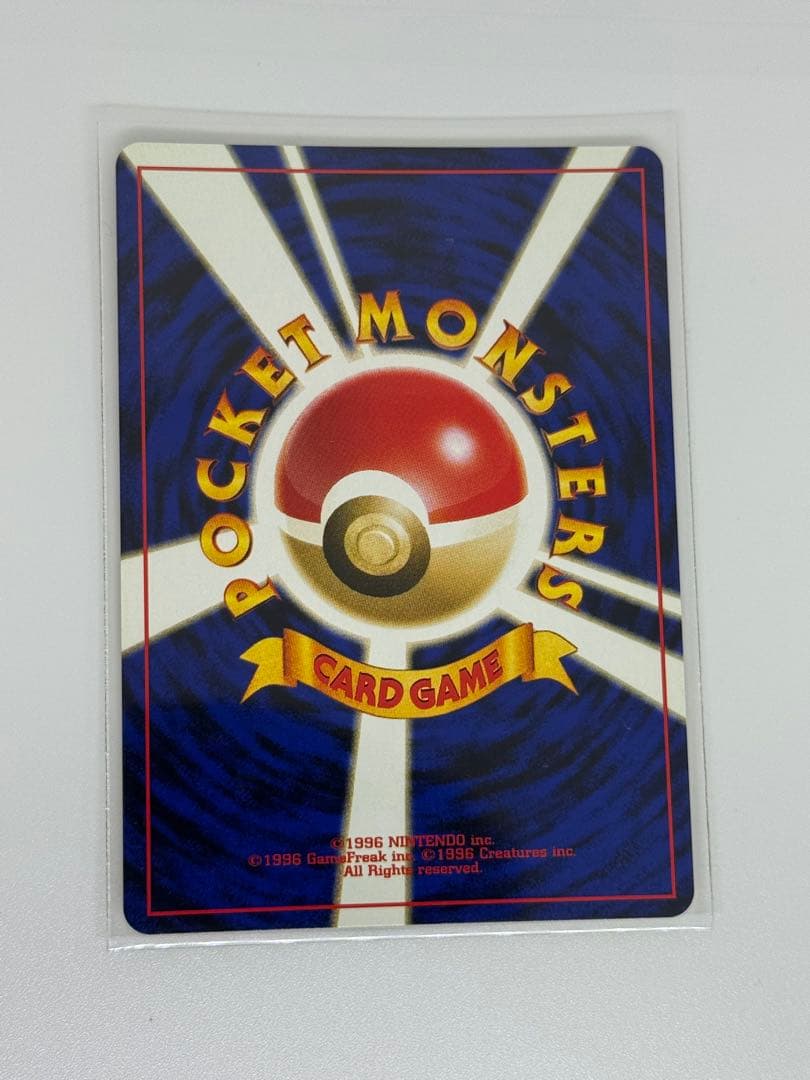 POCKET MONSTERS
CARD GAME
©1996 NINTENDO inc.
©1996 GameFreak inc. ©1996 Creatures inc.
All Rights reserved.